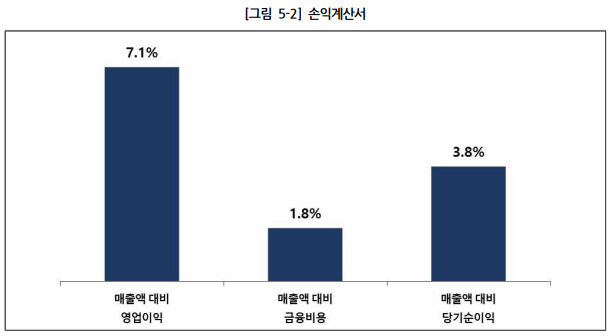 [그림 5-2] 손익계산서
7.1%
1.8%
3.8%
매출액 대비
영업이익
매출액 대비
금융비용
매출액 대비
당기순이익